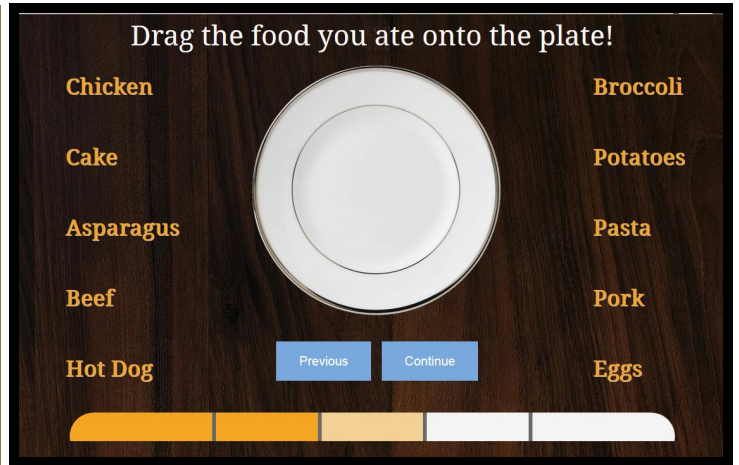 Drag the food you ate onto the plate!
Chicken
Cake
Asparagus
Beef
Hot Dog
Broccoli
Potatoes
Pasta
Pork
Eggs
Previous
Continue